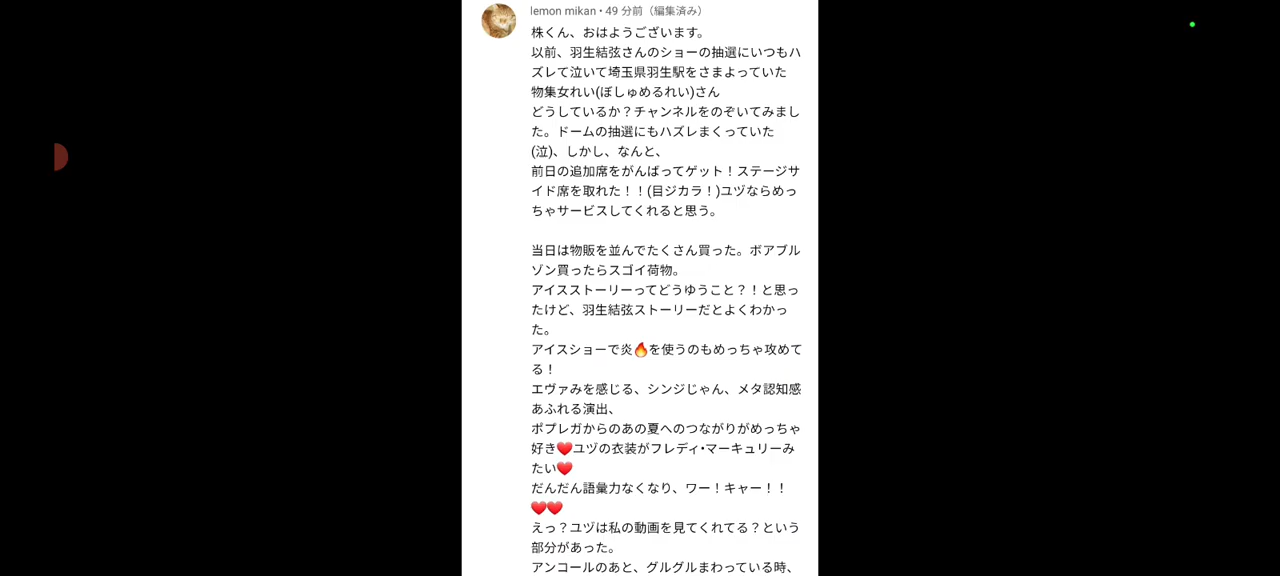 lemon mikan • 49 分前（編集済み）
株くん、おはようございます。
以前、羽生結弦さんのショーの抽選にいつもハ
ズレて泣いて埼玉県羽生駅をさまよっていた
物集女れい(ぼしゅめるれい)さん
どうしているか？チャンネルをのぞいてみまし
た。ドームの抽選にもハズレまくっていた
(泣)、しかし、なんと、
前日の追加席をがんばってゲット！ステージサ
イド席を取れた！！(目ジカラ！)ユヅならめっ
ちゃサービスしてくれると思う。
当日は物販を並んでたくさん買った。ボアブル
ゾン買ったらスゴイ荷物。
アイスストーリーってどうゆうこと？！と思っ
たけど、羽生結弦ストーリーだとよくわかっ
た。
アイスショーで炎🔥を使うのもめっちゃ攻めて
る！
エヴァみを感じる、シンジじゃん、メタ認知感
あふれる演出、
ポプレガからのあの夏へのつながりがめっちゃ
好き❤️ユヅの衣装がフレディ•マーキュリーみ
たい❤️
だんだん語彙力なくなり、ワー！キャー！！
❤️❤️
えっ？ユヅは私の動画を見てくれてる？という
部分があった。
アンコールのあと、グルグルまわっている時、